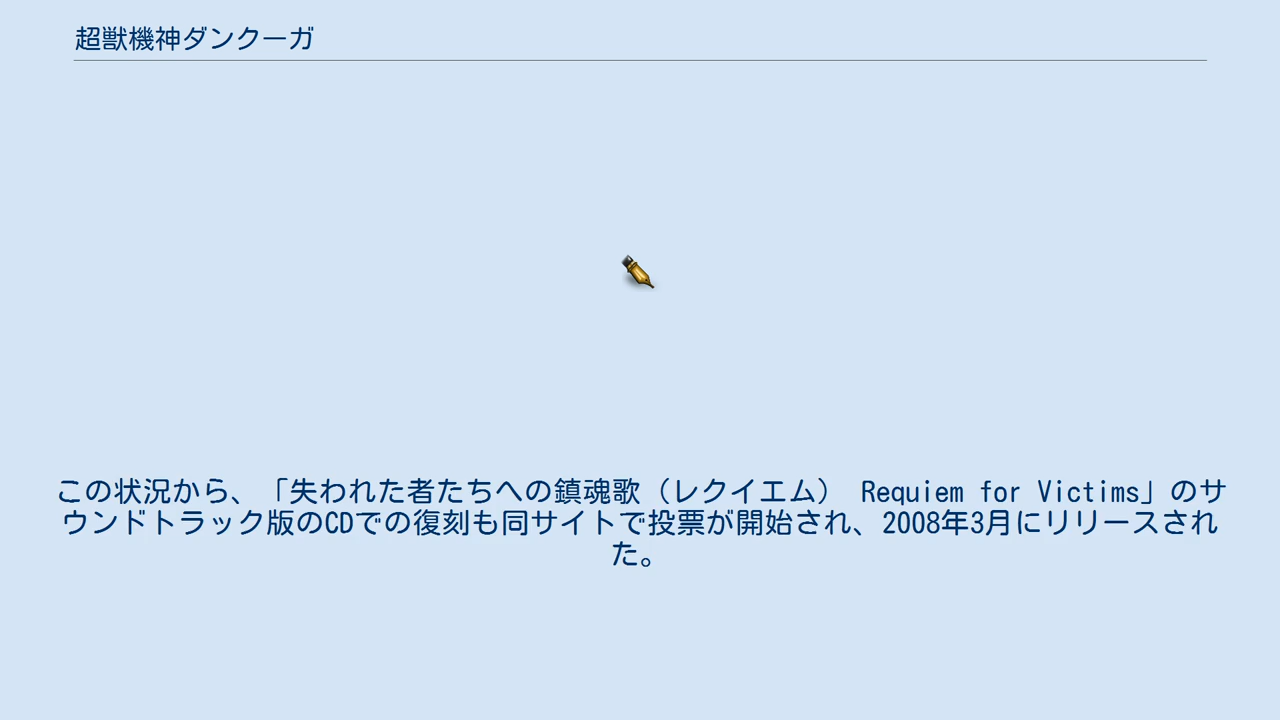 超獣機神ダンクーガ
この状況から、「失われた者たちへの鎮魂歌（レクイエム） Requiem for Victims」のサ
ウンドトラック版のCDでの復刻も同サイトで投票が開始され、2008年3月にリリースされ
た。